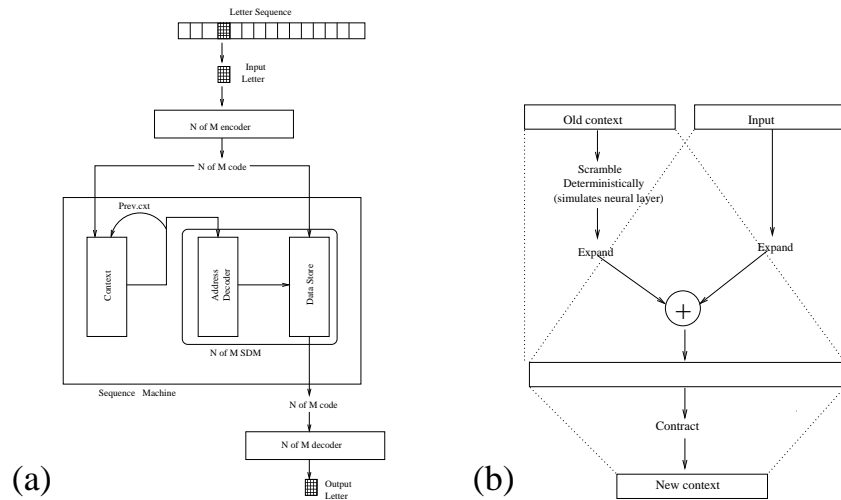 Letter Sequence
Input
Letter
N of M encoder
N of M code
Prev.cxt
Context
Address
Decoder
Data Store
N of M SDM
Sequence Machine
N of M code
N of M decoder
Output
Letter
(a)
Old context
Input
Scramble
Deterministically
(simulates neural layer)
Expand
Expand
+
Contract
New context
(b)